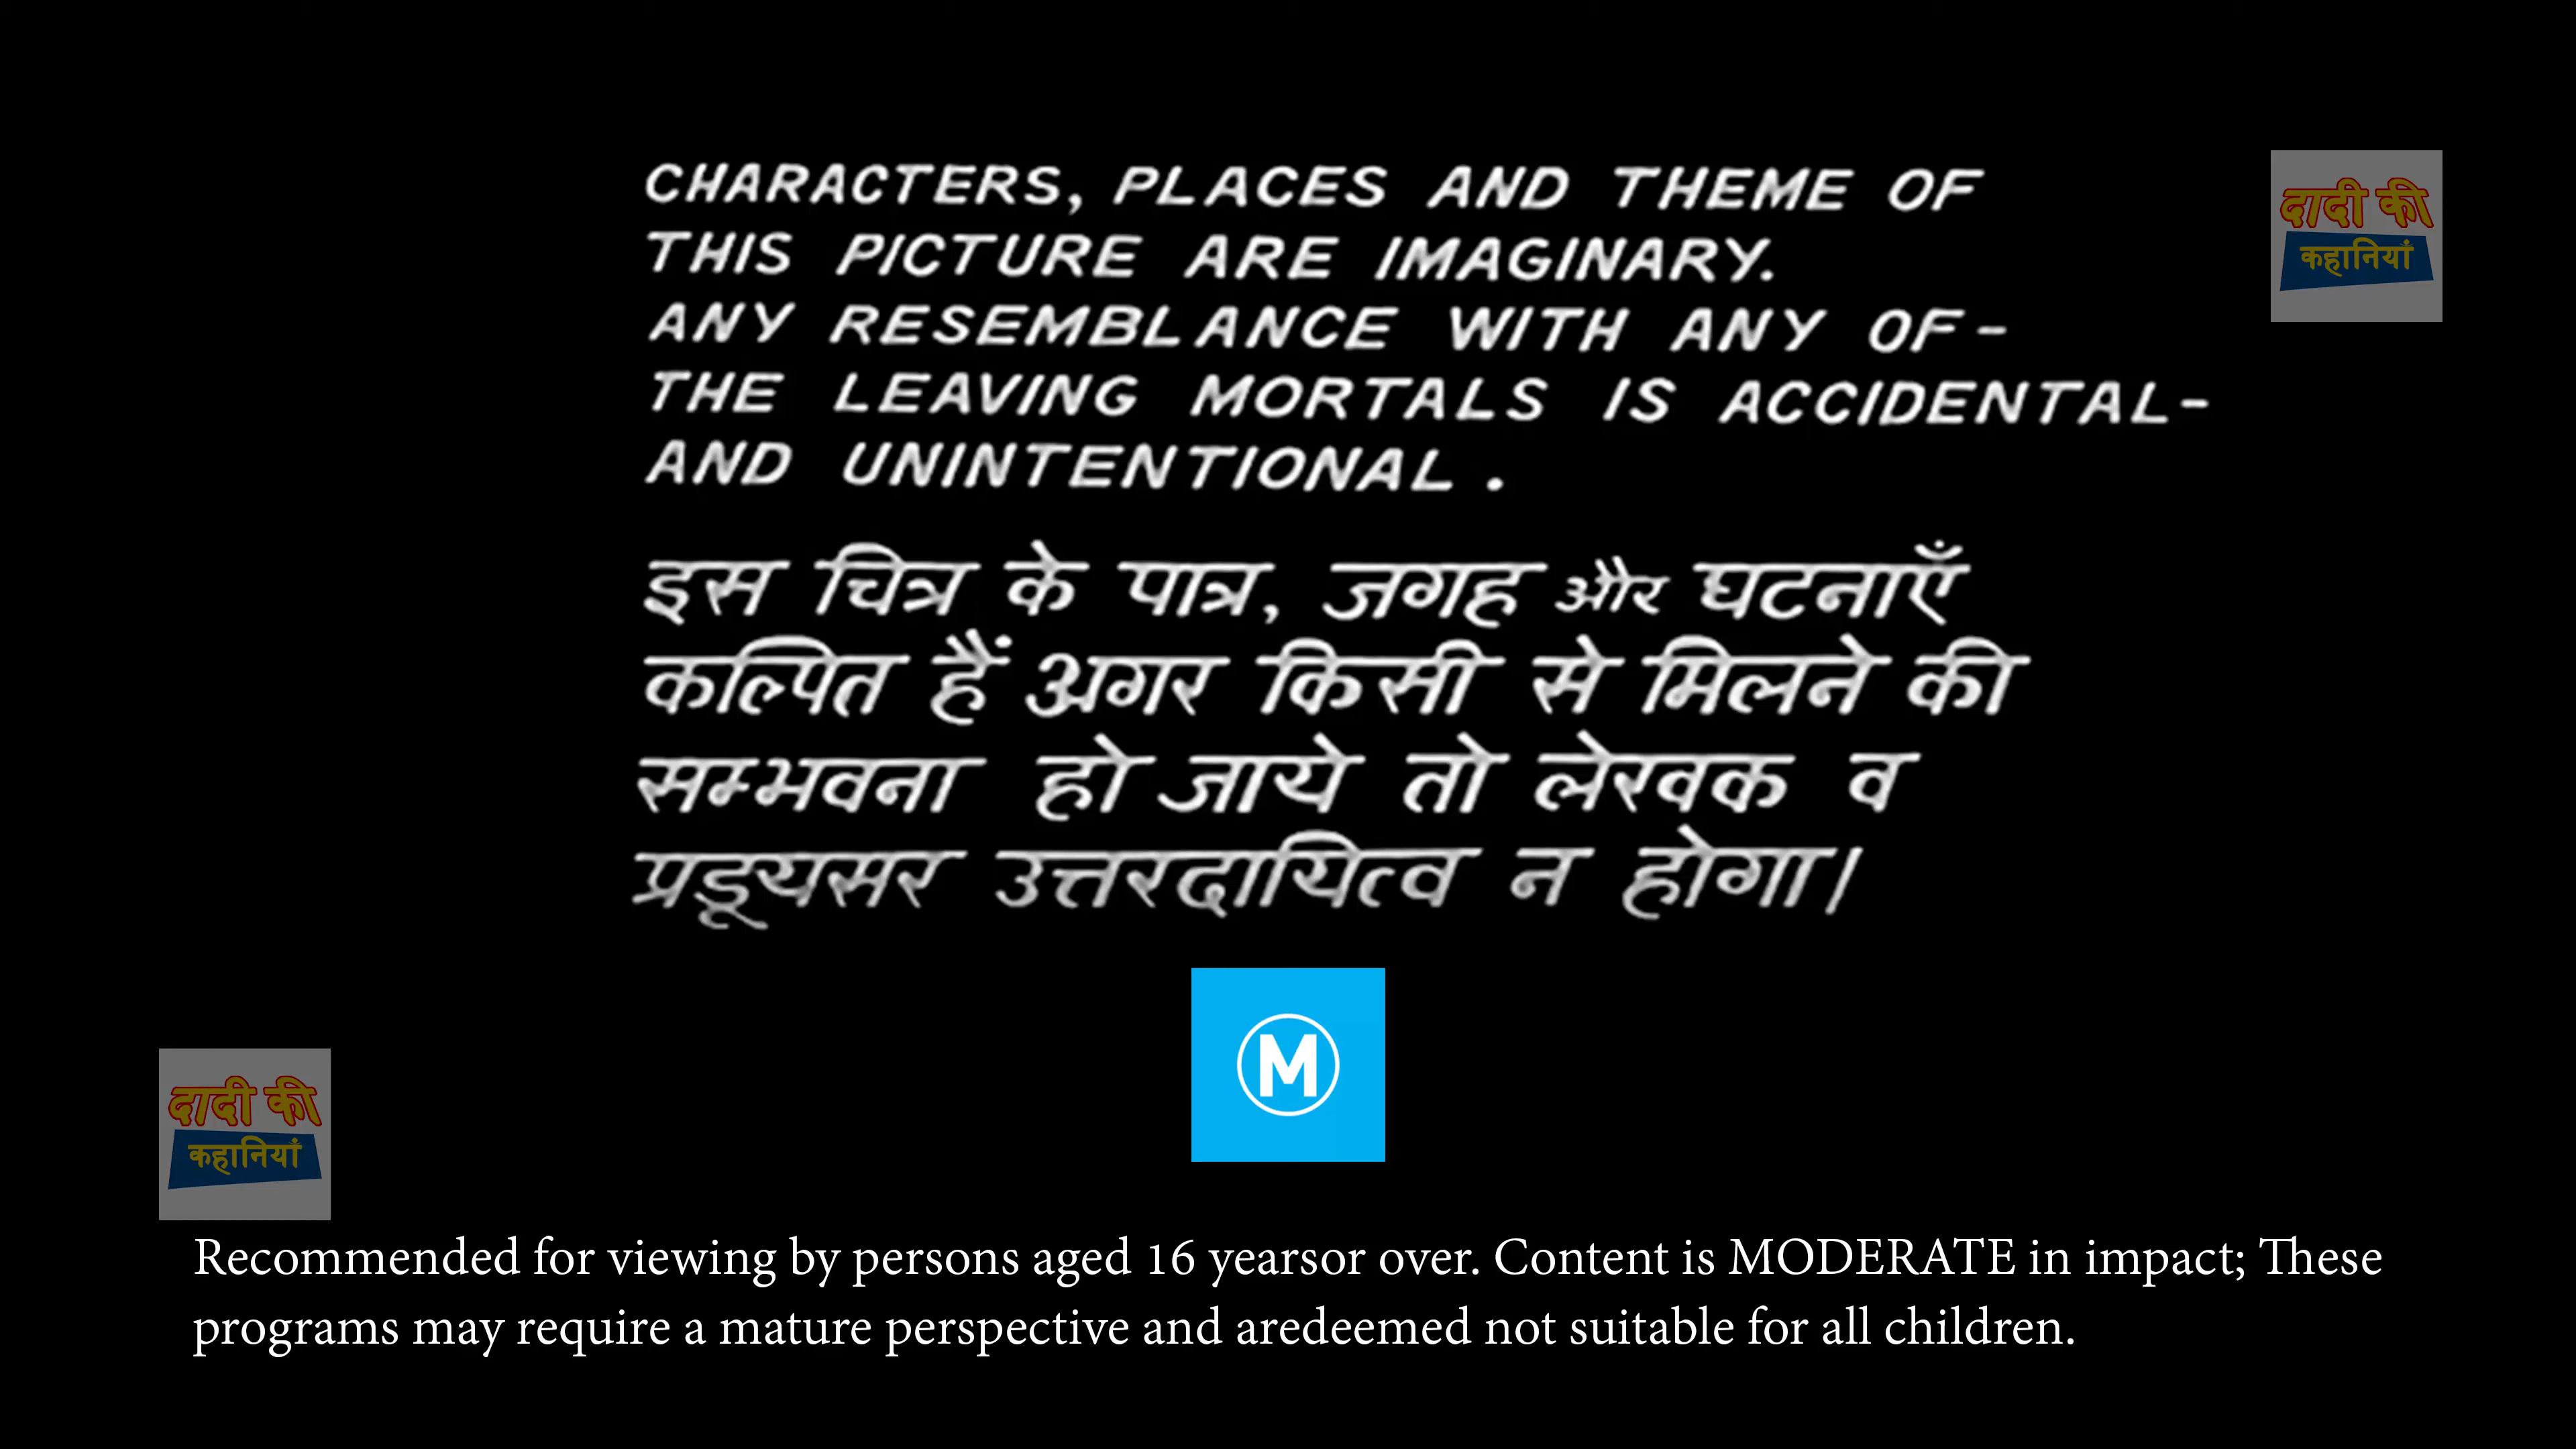 CHARACTERS, PLACES AND THEME OF
THIS PICTURE ARE IMAGINARY.
ANY RESEMBLANCE WITH ANY OF-
THE LEAVING MORTALS IS ACCIDENTAL-
AND UNINTENTIONAL.
दादी की
कहानियाँ
इस चित्र के पात्र, जगह और घटनाएँ
कल्पित हैं अगर किसी से मिलने की
सम्भवना हो जाये तो लेखक व
प्रड्यूसर उत्तरदायित्व न होगा।
M
दादी की
कहानियाँ
Recommended for viewing by persons aged 16 yearsor over. Content is MODERATE in impact; These
programs may require a mature perspective and aredeemed not suitable for all children.